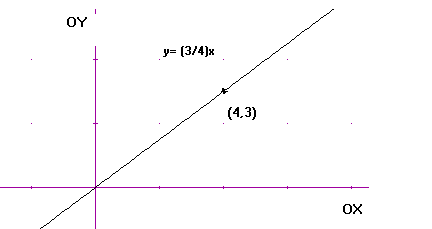 OY
y= (3/4)x
(4,3)
OX